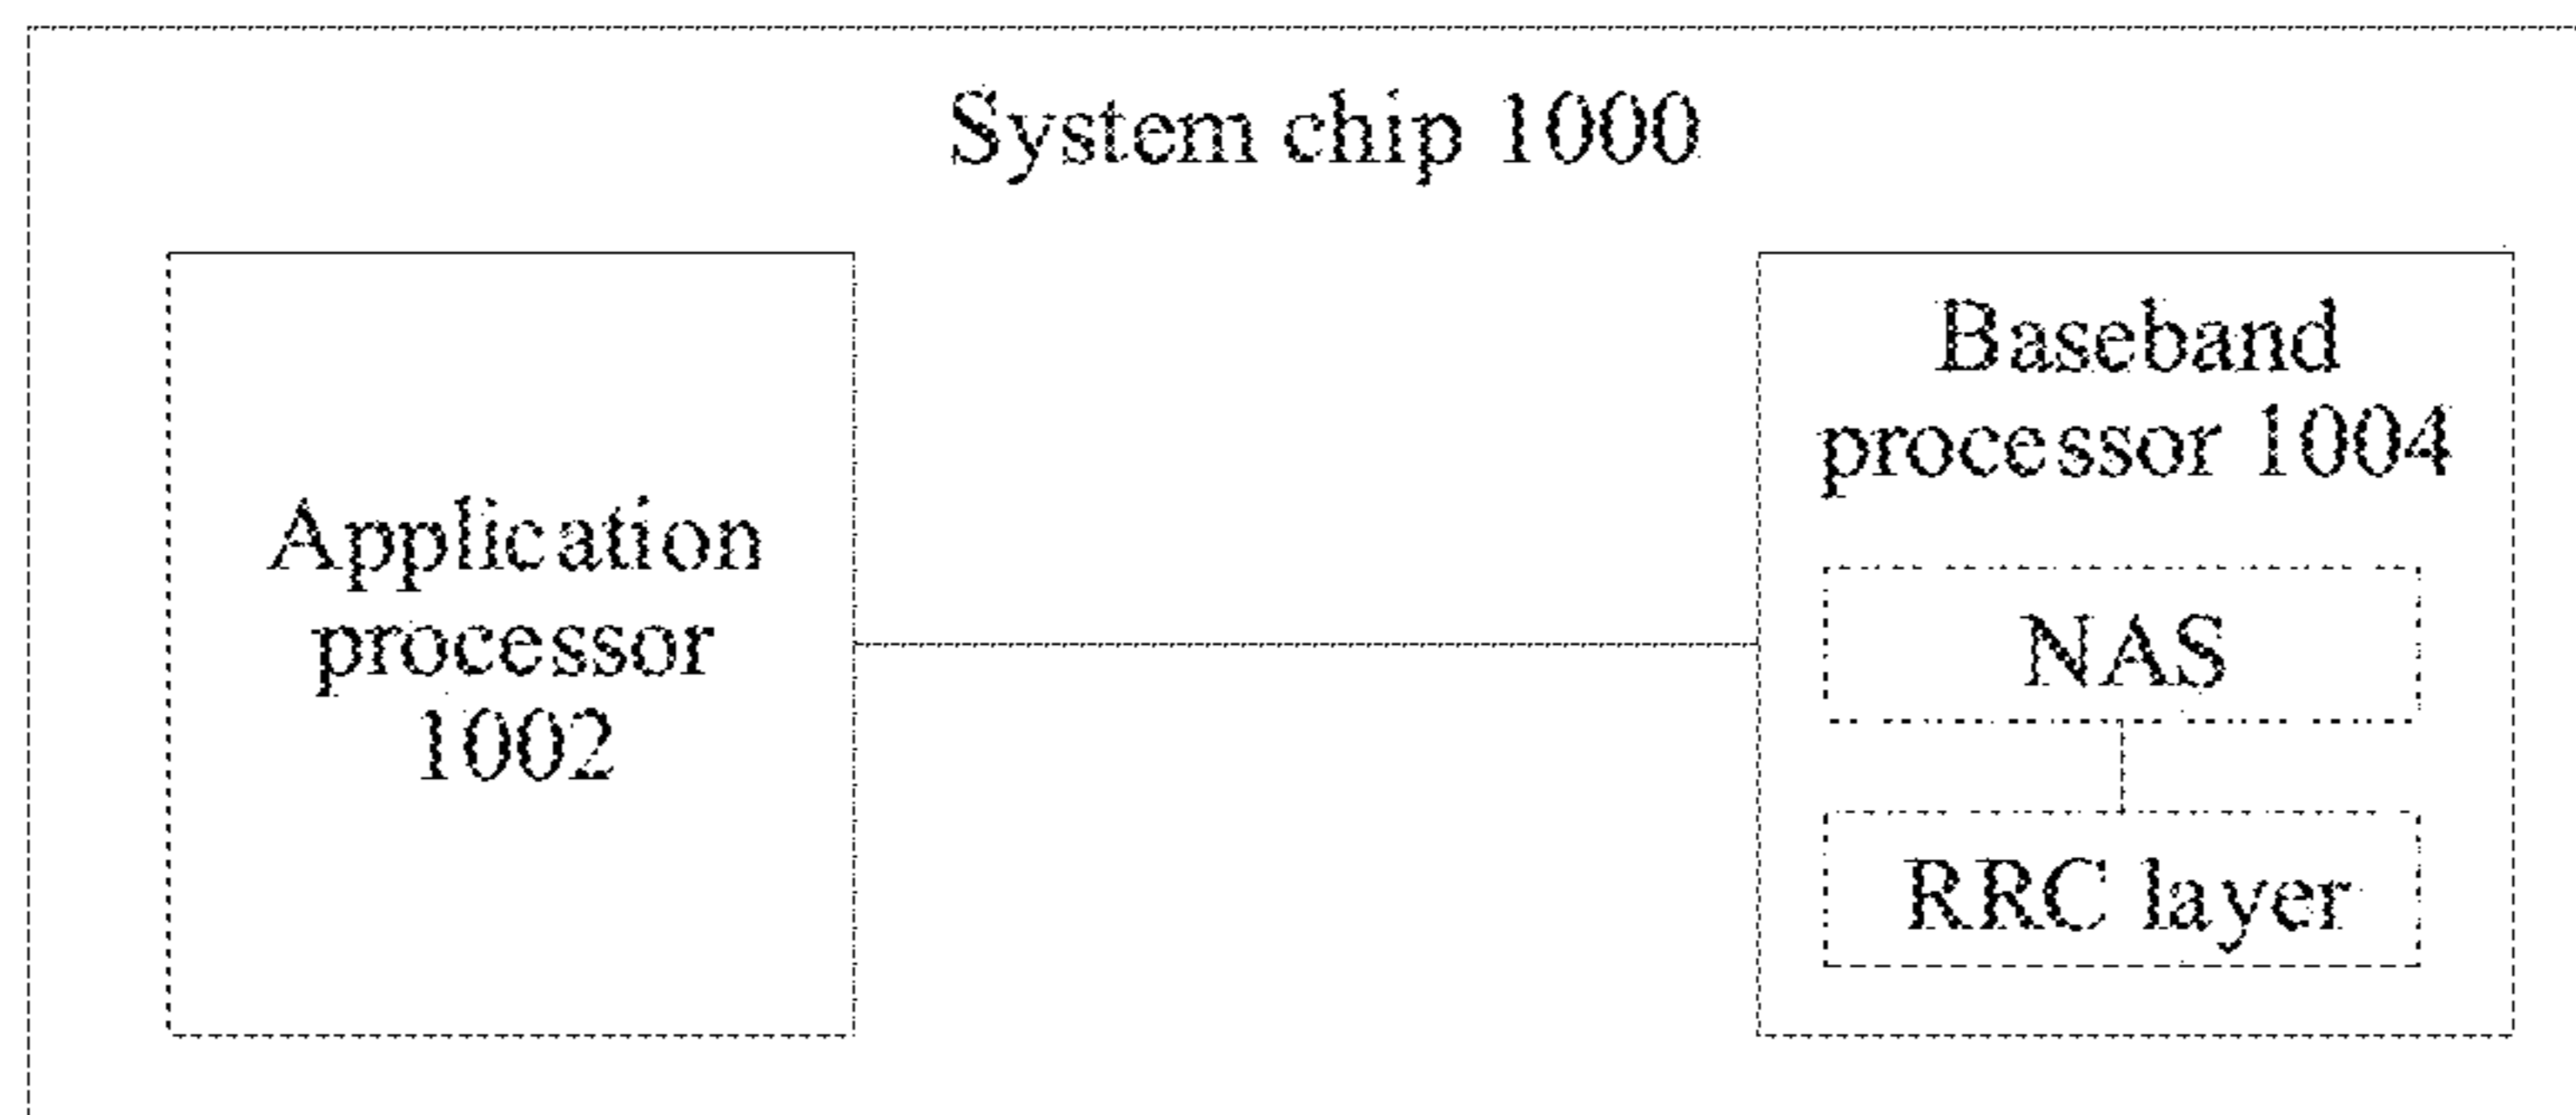 System chip 1000
Application
processor
1002
Baseband
processor 1004
NAS
RRC layer